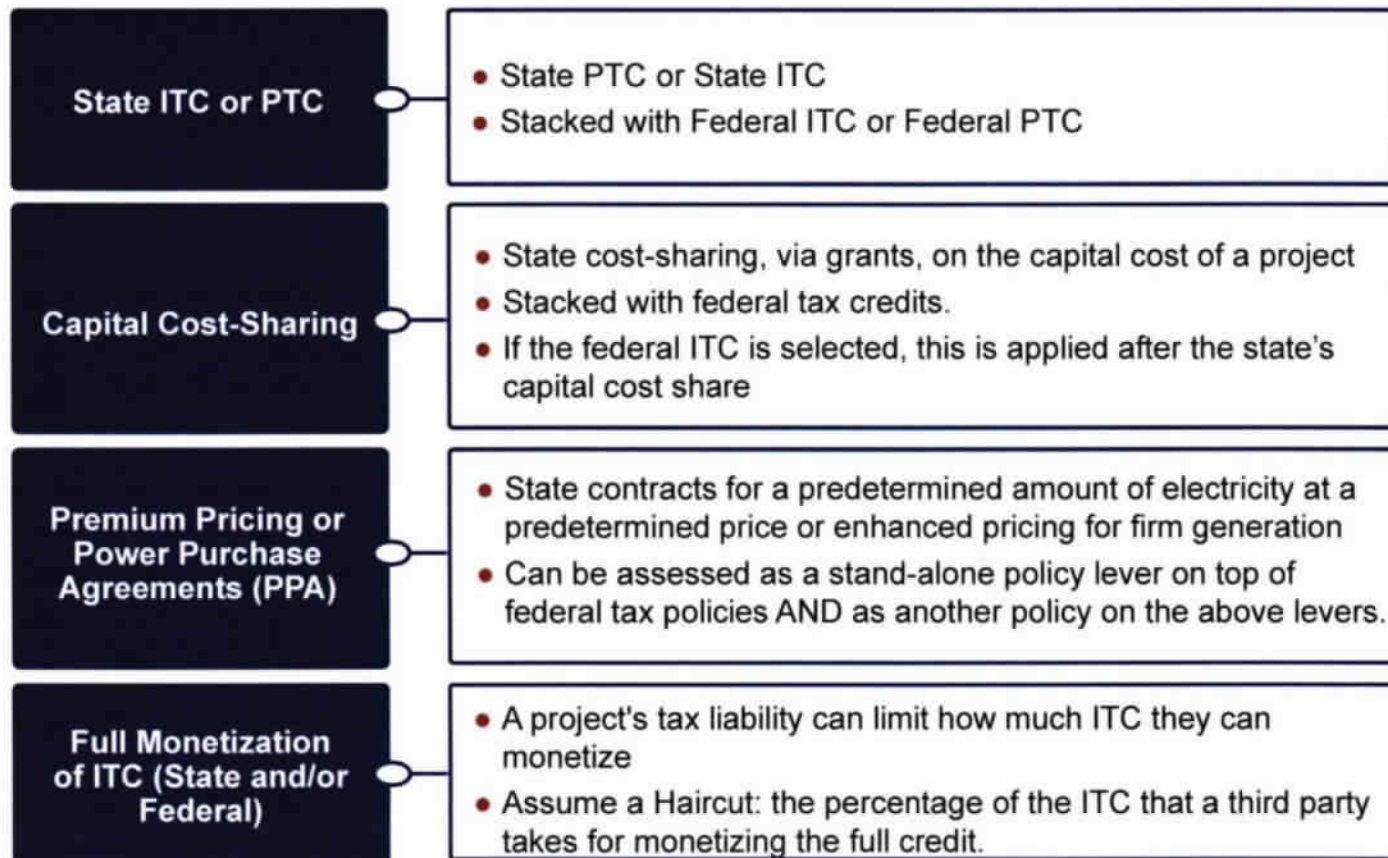 State ITC or PTC
• State PTC or State ITC
• Stacked with Federal ITC or Federal PTC
Capital Cost-Sharing
• State cost-sharing, via grants, on the capital cost of a project
• Stacked with federal tax credits.
• If the federal ITC is selected, this is applied after the state's
capital cost share
Premium Pricing or
Power Purchase
Agreements (PPA)
• State contracts for a predetermined amount of electricity at a
predetermined price or enhanced pricing for firm generation
• Can be assessed as a stand-alone policy lever on top of
federal tax policies AND as another policy on the above levers.
Full Monetization
of ITC (State and/or
Federal)
• A project's tax liability can limit how much ITC they can
monetize
• Assume a Haircut: the percentage of the ITC that a third party
takes for monetizing the full credit.